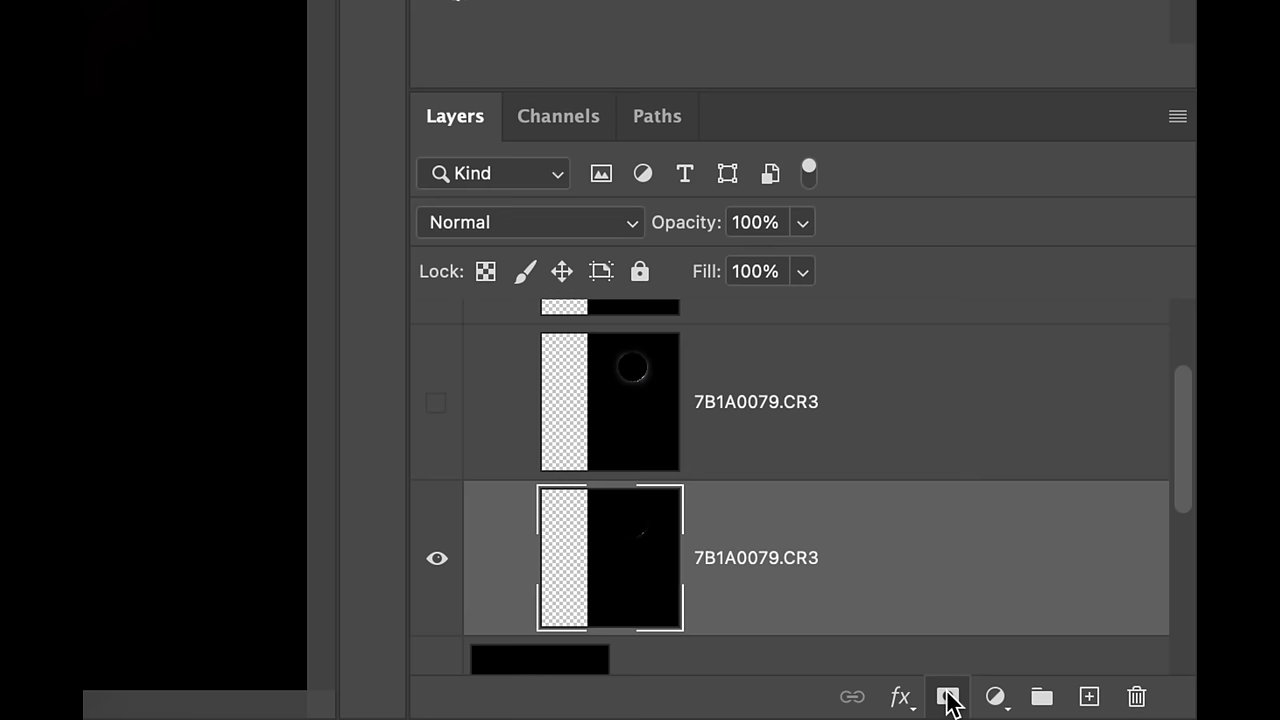 Layers Channels Paths
Kind T
Normal Opacity: 100%
Lock: Fill: 100%
7B1A0079.CR3
7B1A0079.CR3
fx